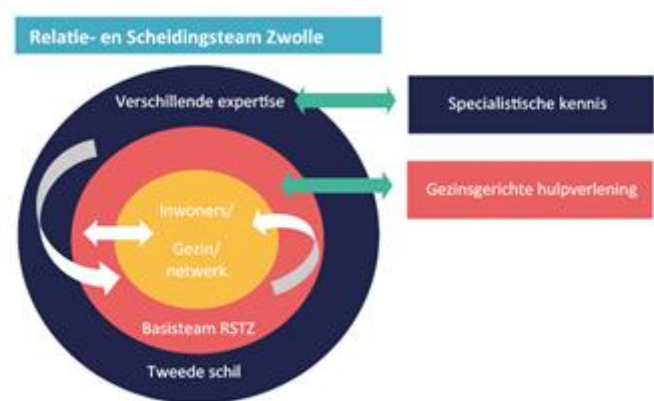 Relatie- en Scheidingsteam Zwolle
Verschillende expertise
Specialistische kennis
Gezinsgerichte hulpverlening
Inwoners/
Gezin/
netwerk
Basisteam RSTZ
Tweede schil